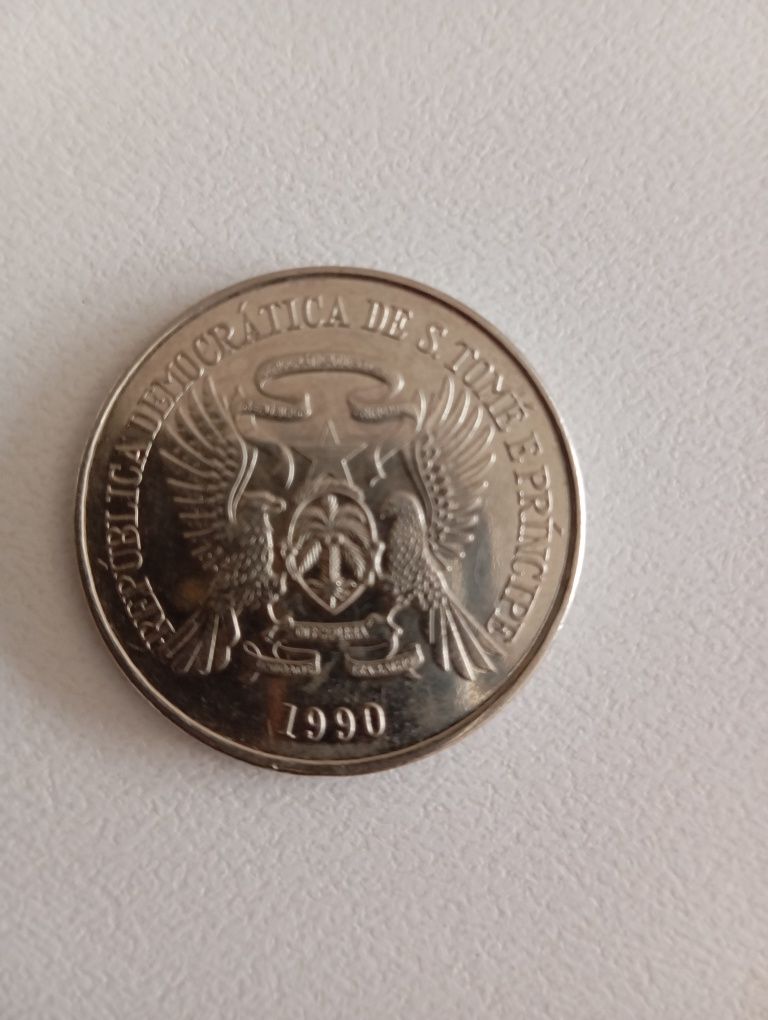 REPÚBLICA DEMOCRÁTICA DE S. TOMÉ E PRÍNCIPE
1990